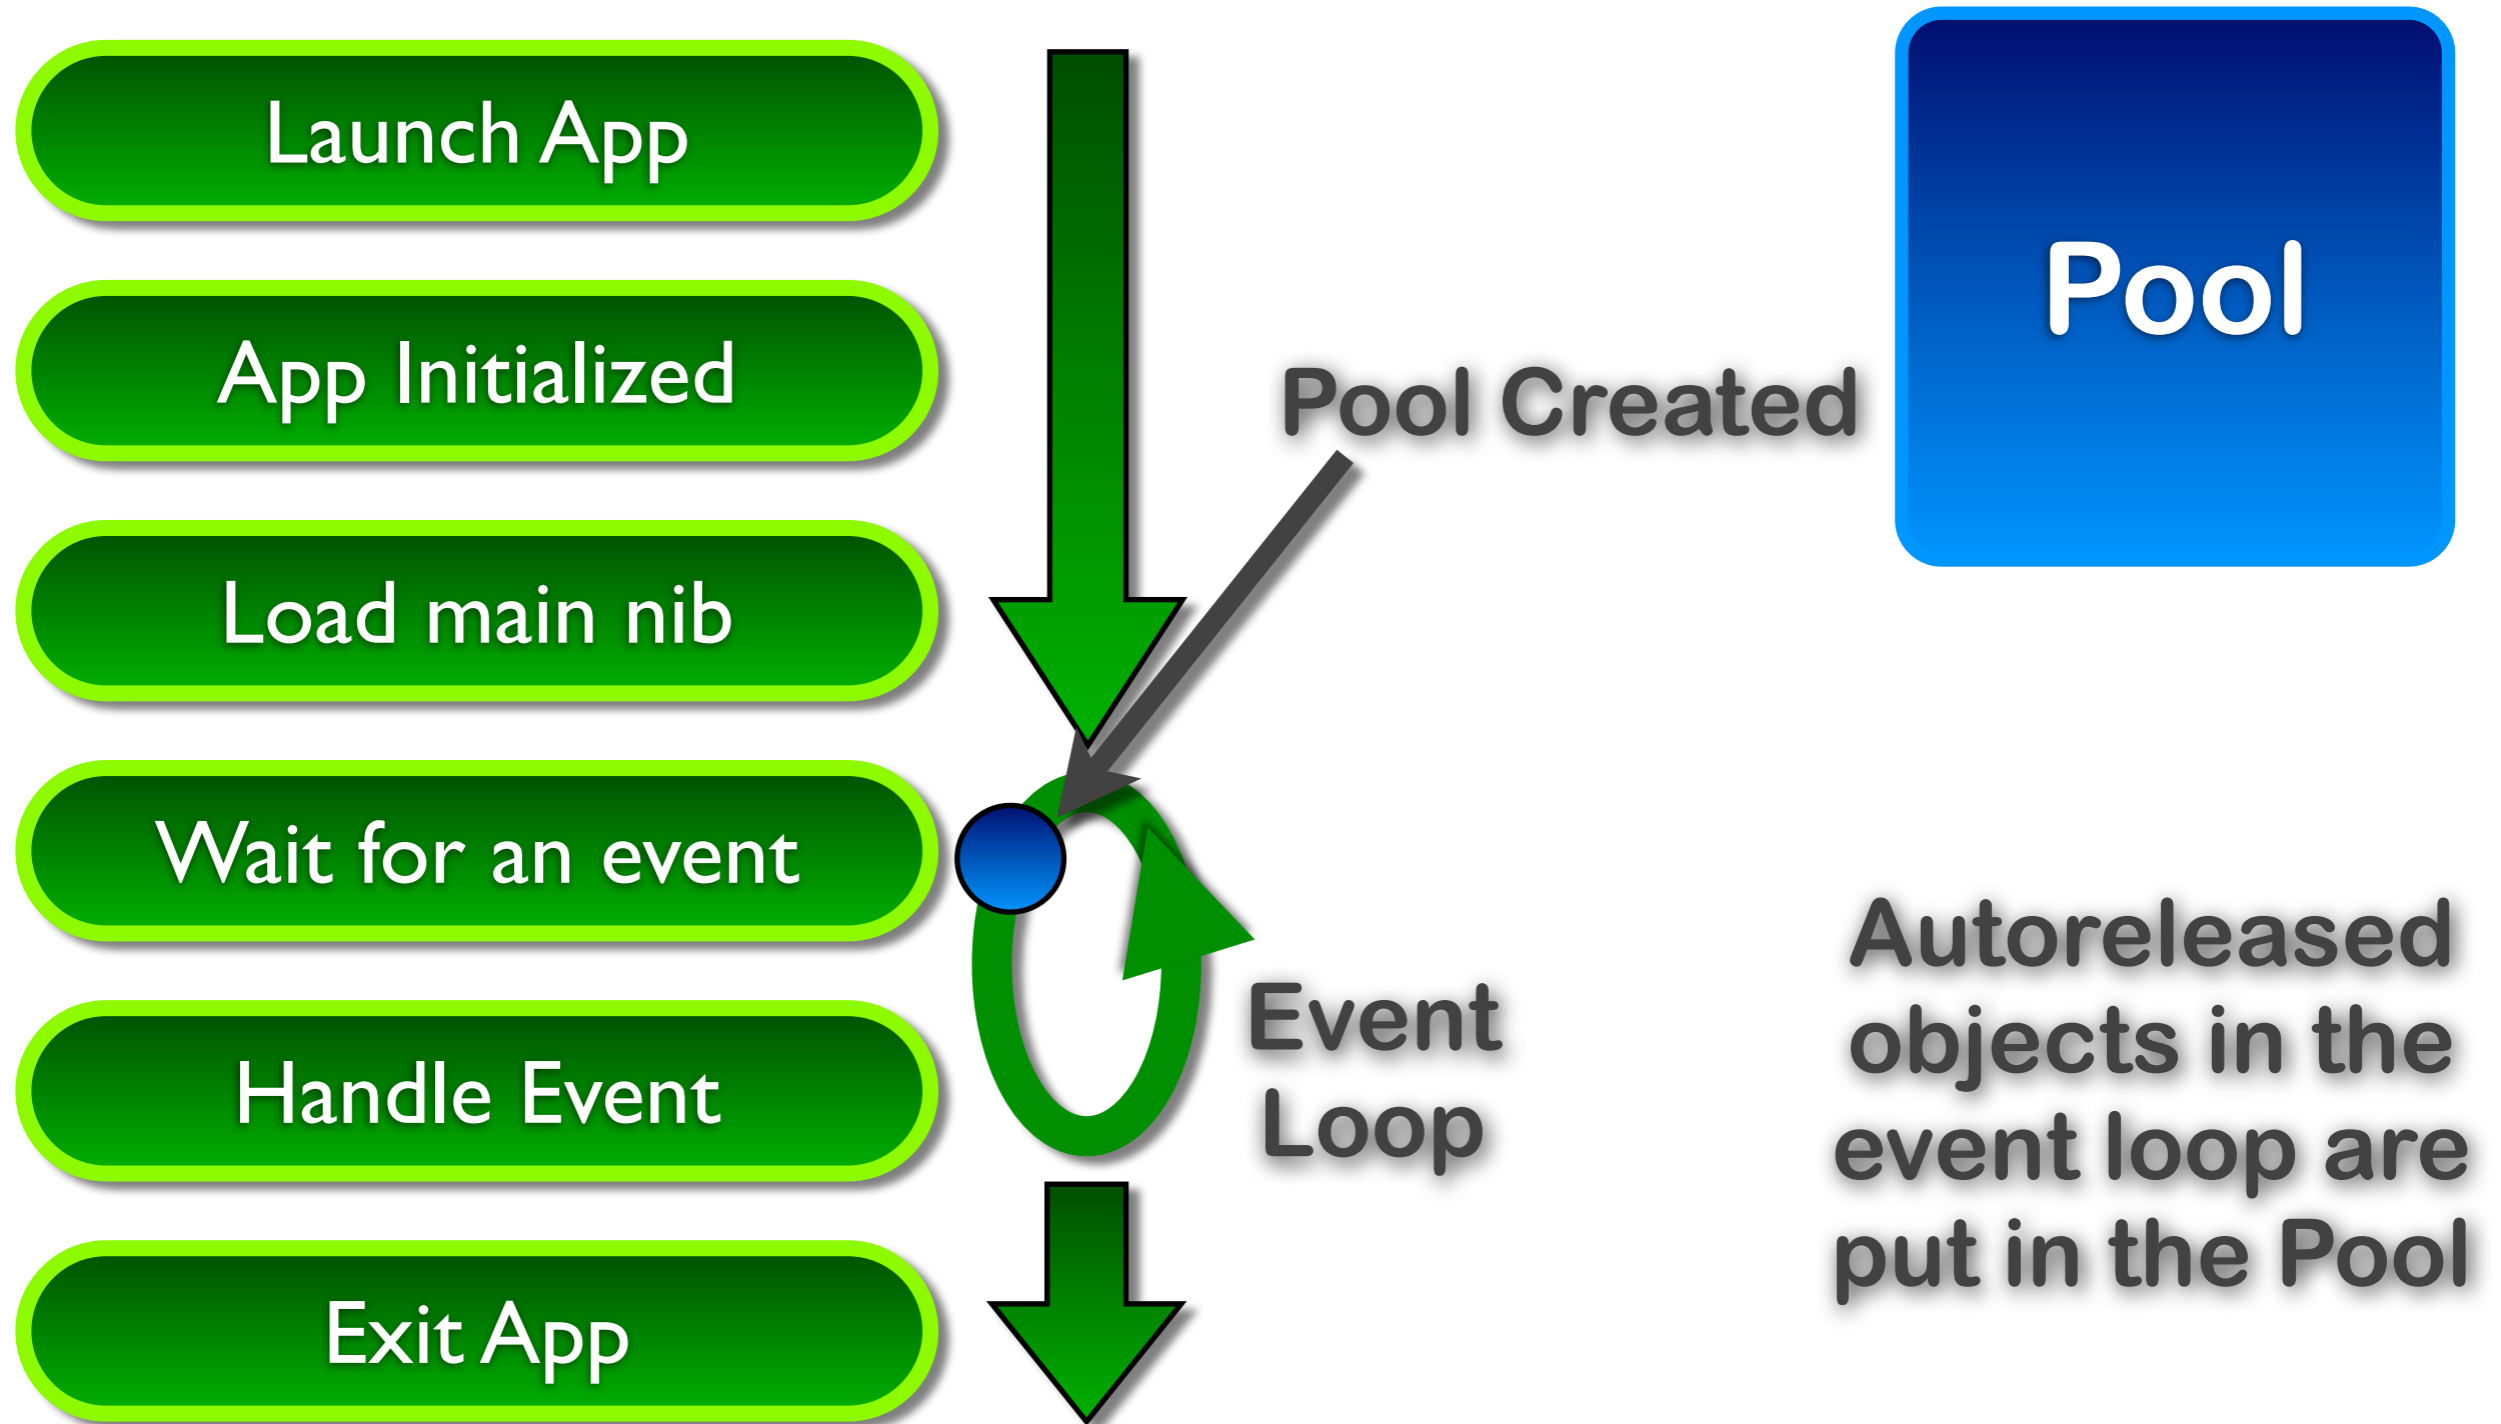 Launch App
App Initialized
Load main nib
Wait for an event
Handle Event
Exit App
Pool Created
Event
Loop
Pool
Autoreleased
objects in the
event loop are
put in the Pool